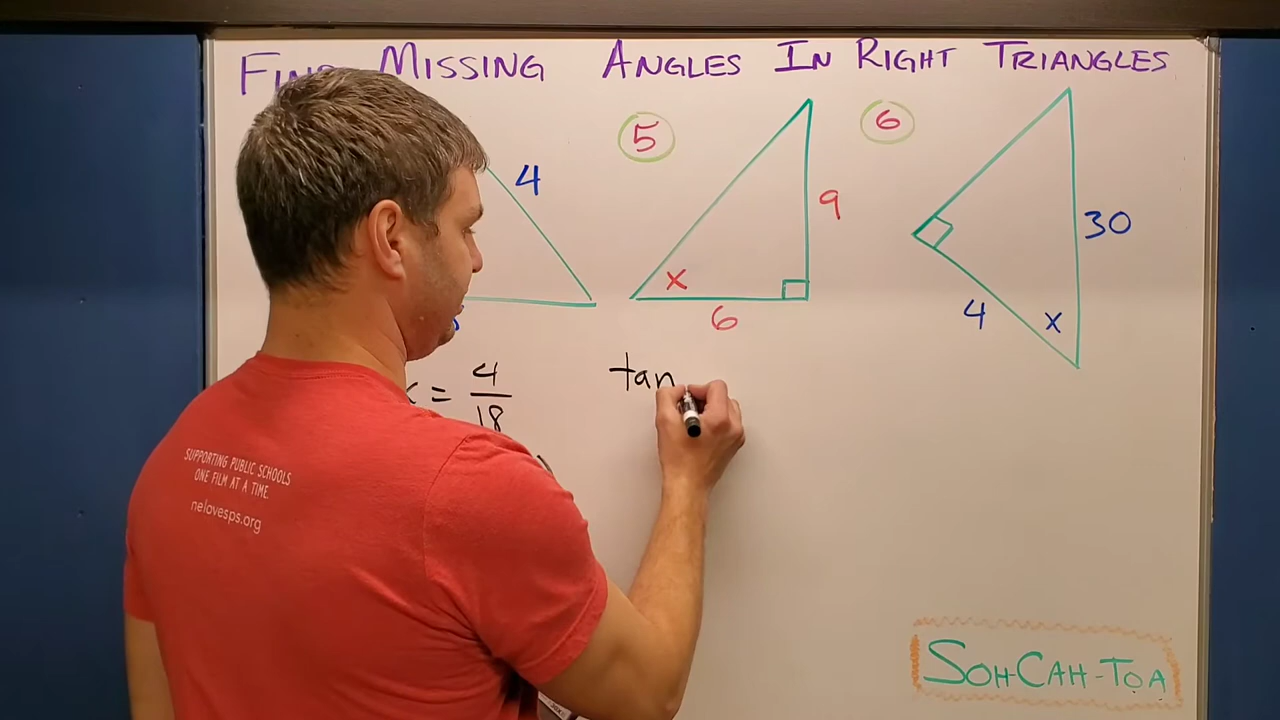 MISSING ANGLES IN RIGHT TRIANGLES
4
5
9
x
6
6
30
4
x
= 4
18
tan
SUPPORTING PUBLIC SCHOOLS
ONE FILM AT A TIME.
nelovesps.org
SOH-CAH-TOA